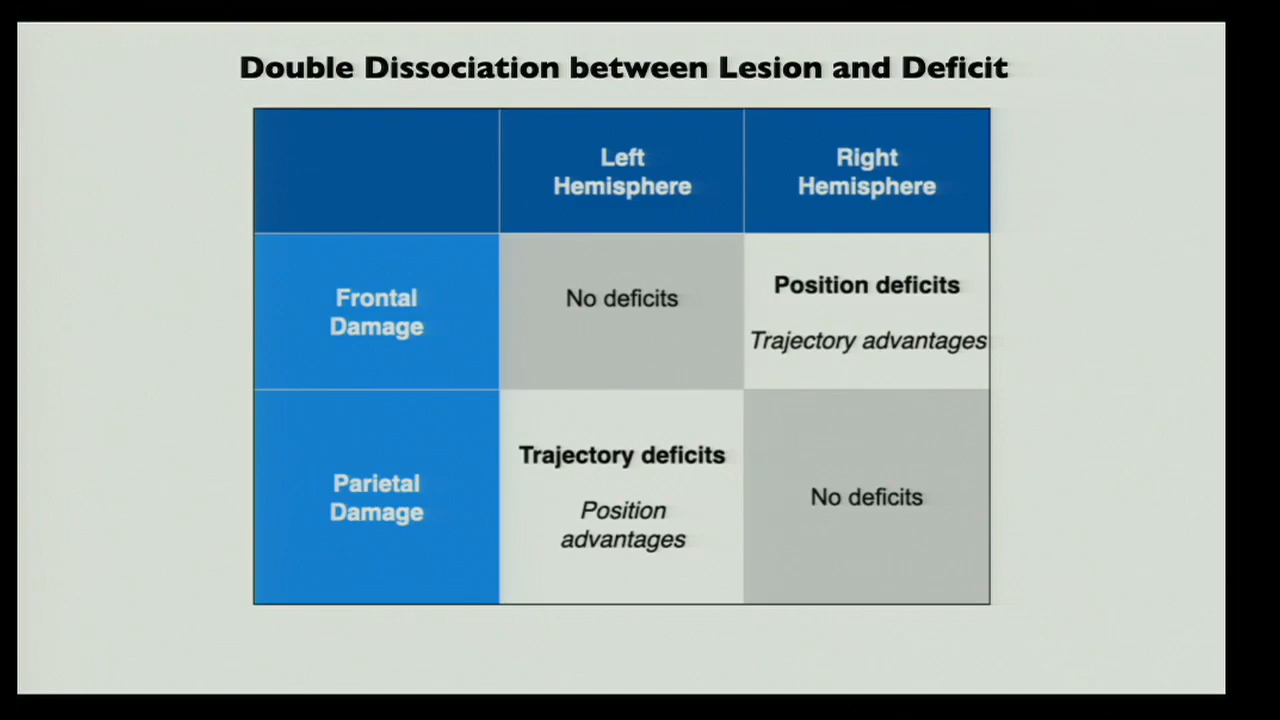 Double Dissociation between Lesion and Deficit
Left
Hemisphere
Right
Hemisphere
Frontal
Damage
No deficits
Position deficits
Trajectory advantages
Parietal
Damage
Trajectory deficits
Position
advantages
No deficits